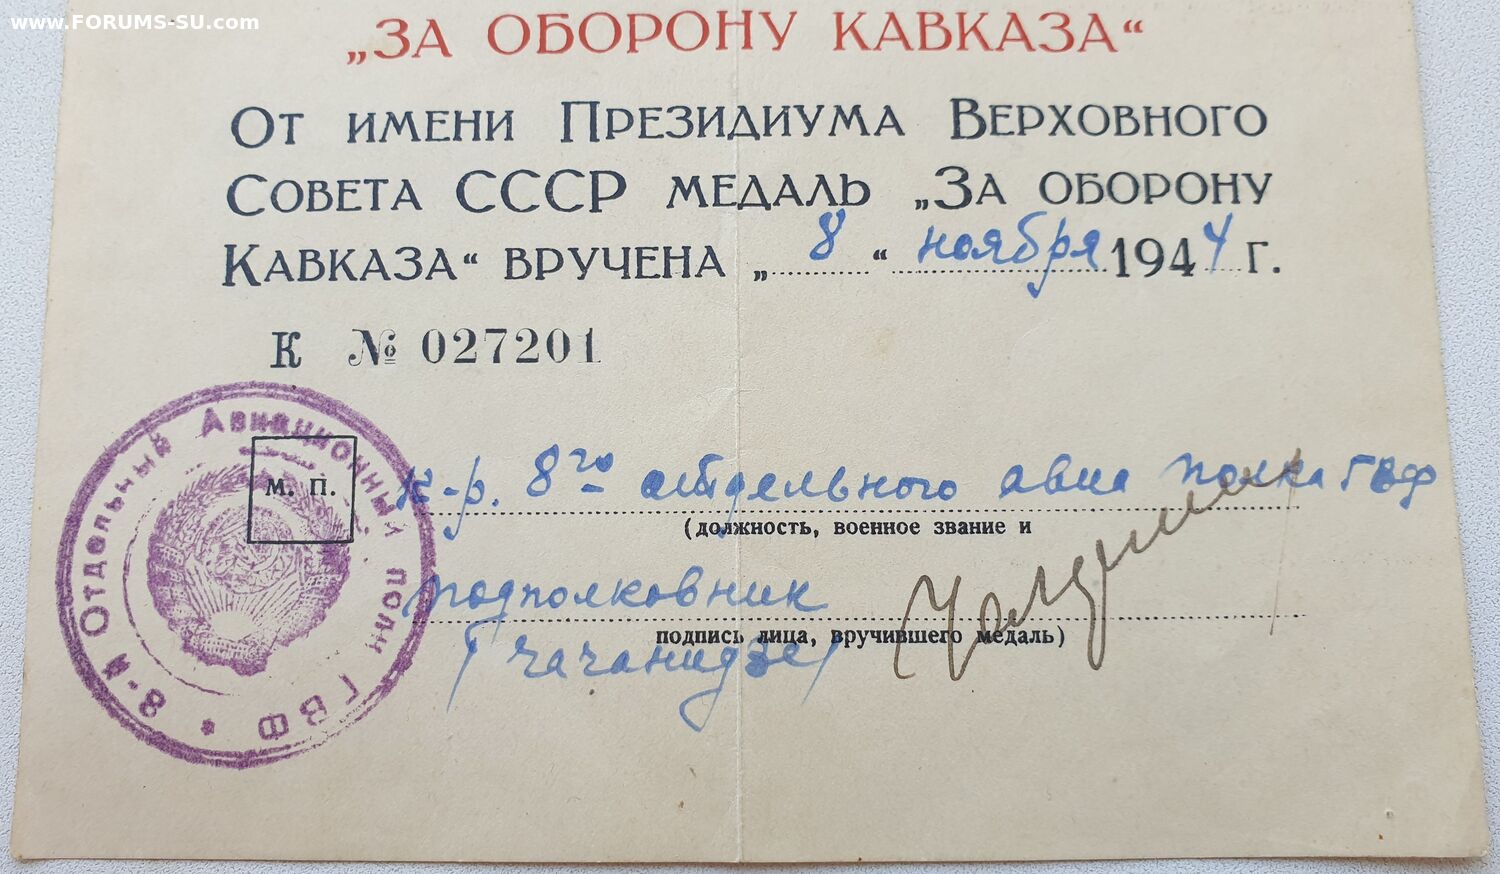 www.FORUMS-SU.com
„ЗА ОБОРОНУ КАВКАЗА“
ОТ ИМЕНИ ПРЕЗИДИУМА ВЕРХОВНОГО
СОВЕТА СССР МЕДАЛЬ „ЗА ОБОРОНУ
КАВКАЗА“ ВРУЧЕНА „8“ ноября 1944 г.
К № 027201
8-й Отдельный Авиационный полк ГВФ *
М. П.
к-р. 8го отдельного авиа полка ГВФ
(должность, военное звание и
подполковник
подпись лица, вручившего медаль)
(Чачанидзе)